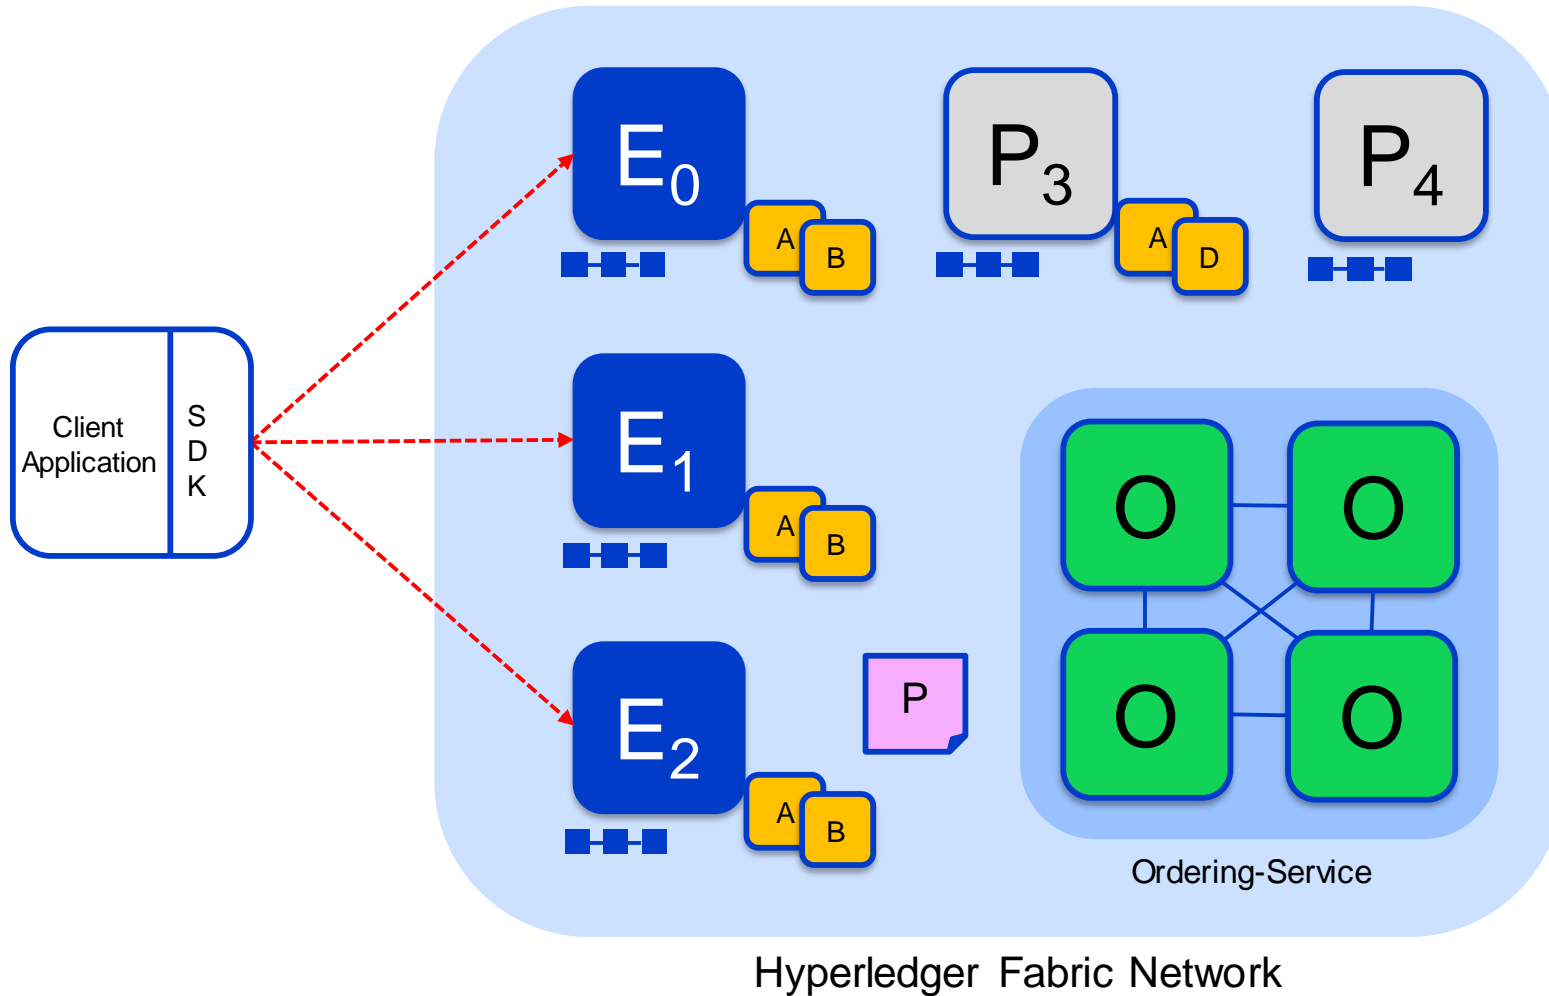 E0
A
B
P3
A
D
P4
Client
Application
S
D
K
E1
A
B
O
O
E2
A
B
P
O
O
Ordering-Service
Hyperledger Fabric Network